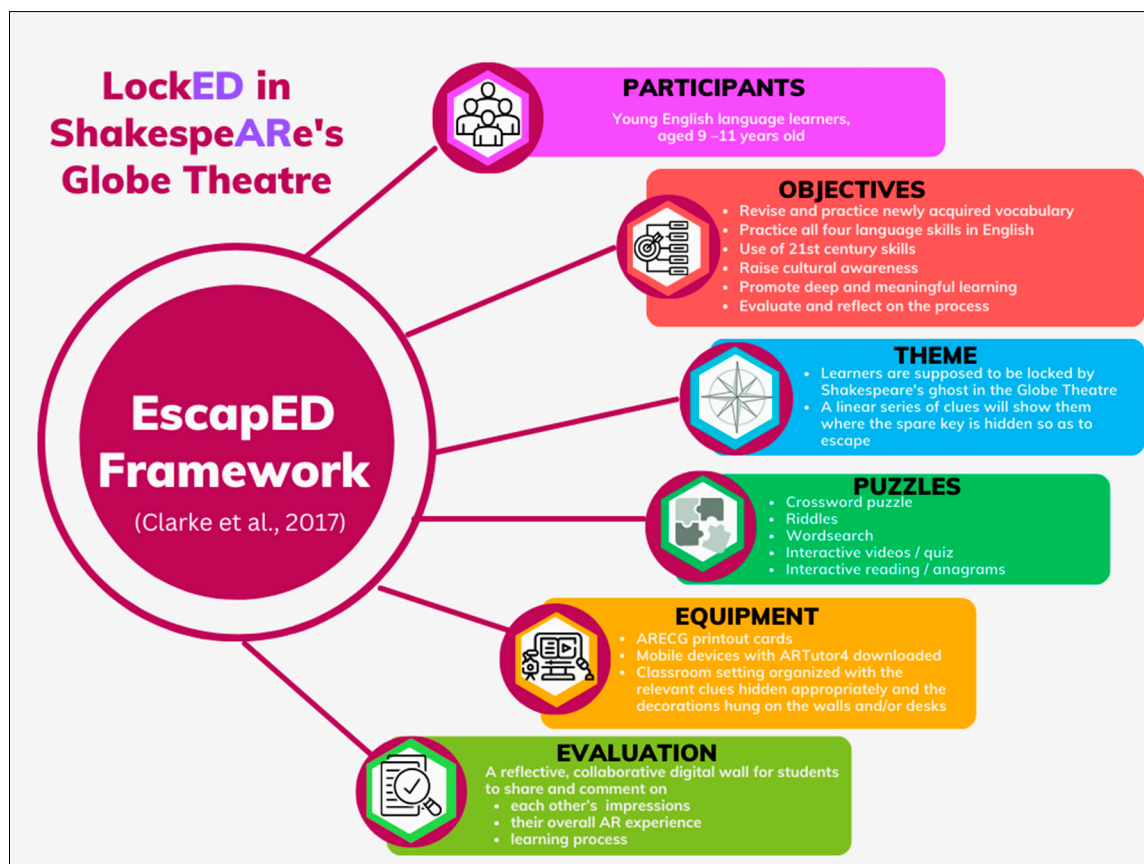 LockED in
ShakespeARe's
Globe Theatre
EscapED
Framework
(Clarke et al., 2017)
PARTICIPANTS
Young English language learners,
aged 9 –11 years old
OBJECTIVES
• Revise and practice newly acquired vocabulary
• Practice all four language skills in English
• Use of 21st century skills
• Raise cultural awareness
• Promote deep and meaningful learning
• Evaluate and reflect on the process
THEME
• Learners are supposed to be locked by
Shakespeare's ghost in the Globe Theatre
• A linear series of clues will show them
where the spare key is hidden so as to
escape
PUZZLES
• Crossword puzzle
• Riddles
• Wordsearch
• Interactive videos / quiz
• Interactive reading / anagrams
EQUIPMENT
• ARECG printout cards
• Mobile devices with ARTutor4 downloaded
• Classroom setting organized with the
relevant clues hidden appropriately and the
decorations hung on the walls and/or desks
EVALUATION
A reflective, collaborative digital wall for students
to share and comment on
• each other's impressions
• their overall AR experience
• learning process